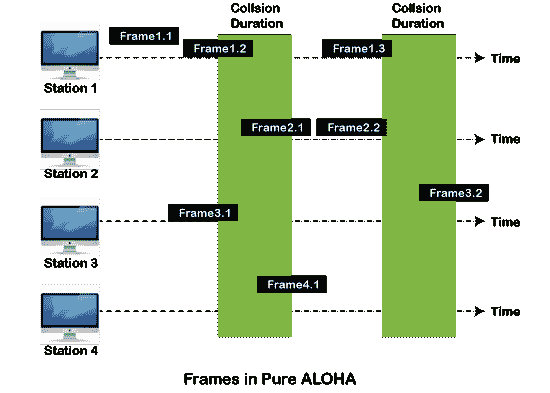 Collsion Collsion
Duration Duration
Frame1.1
Frame1.2 Frame1.3
Time
Station 1
Frame2.1 Frame2.2
Time
Station 2
Frame3.2
Frame3.1
Time
Station 3
Frame4.1
Time
Station 4
Frames in Pure ALOHA